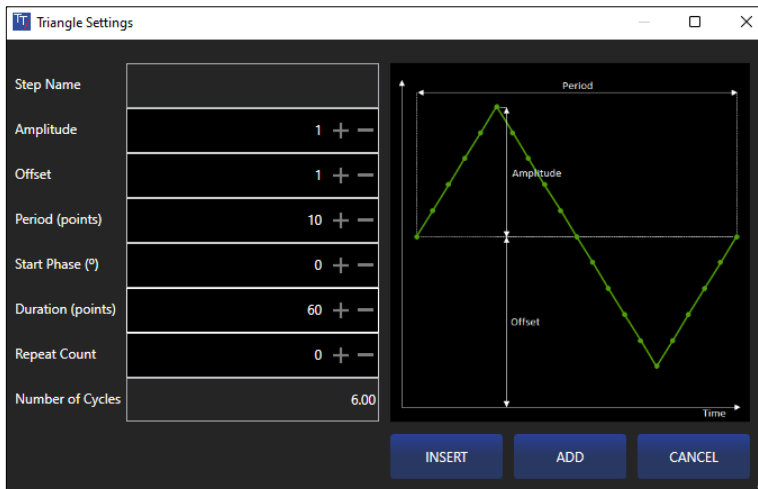 TT Triangle Settings
Step Name
Amplitude 1
Offset 1
Period (points) 10
Start Phase (º) 0
Duration (points) 60
Repeat Count 0
Number of Cycles 6.00
Period
Amplitude
Offset
Time
INSERT ADD CANCEL